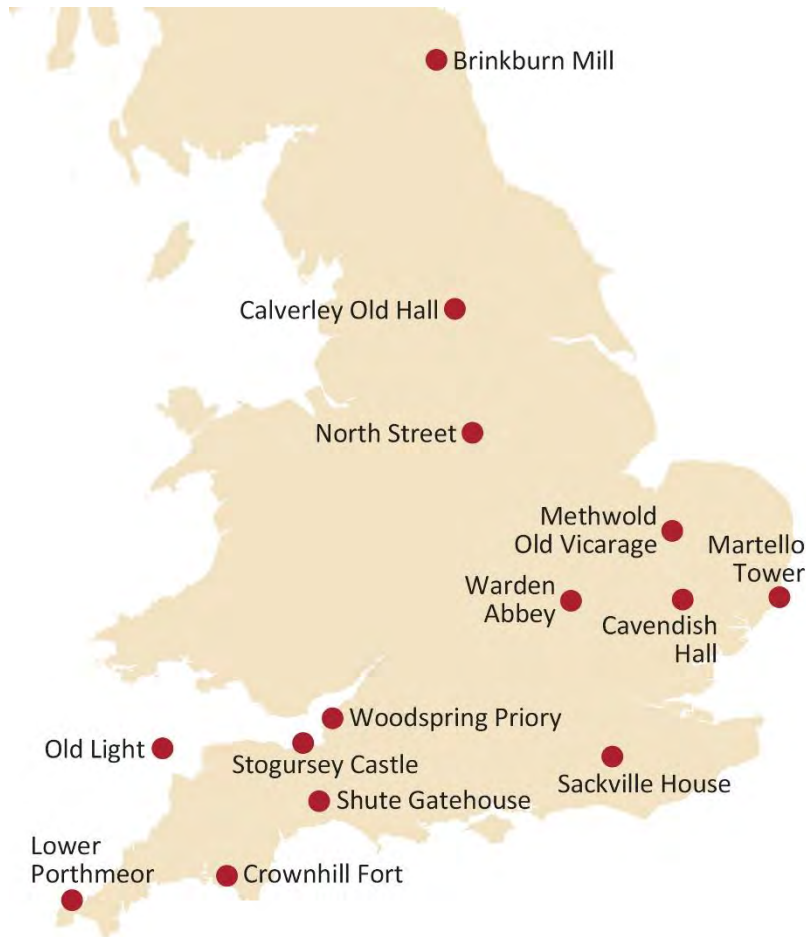 Brinkburn Mill
Calverley Old Hall
North Street
Methwold
Old Vicarage
Martello
Tower
Warden
Abbey
Cavendish
Hall
Woodspring Priory
Old Light
Stogursey Castle
Sackville House
Shute Gatehouse
Lower
Porthmeor
Crownhill Fort